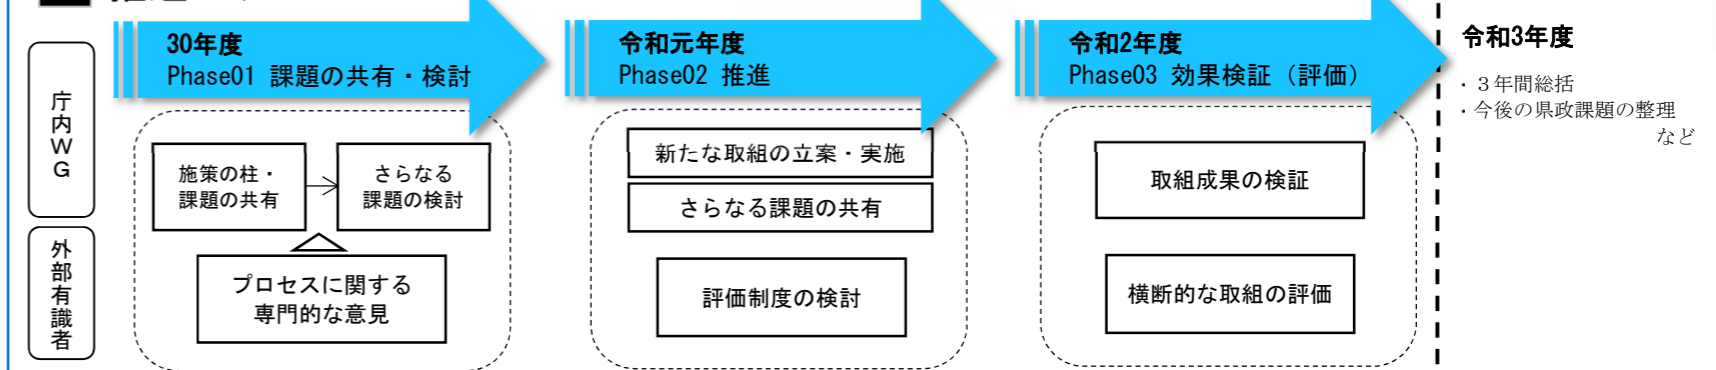 30年度
Phase01 課題の共有・検討
令和元年度
Phase02 推進
令和2年度
Phase03 効果検証（評価）
令和3年度
・３年間総括
・今後の県政課題の整理
など
庁内WG
施策の柱・
課題の共有
さらなる
課題の検討
新たな取組の立案・実施
さらなる課題の共有
取組成果の検証
外部有識者
プロセスに関する
専門的な意見
評価制度の検討
横断的な取組の評価